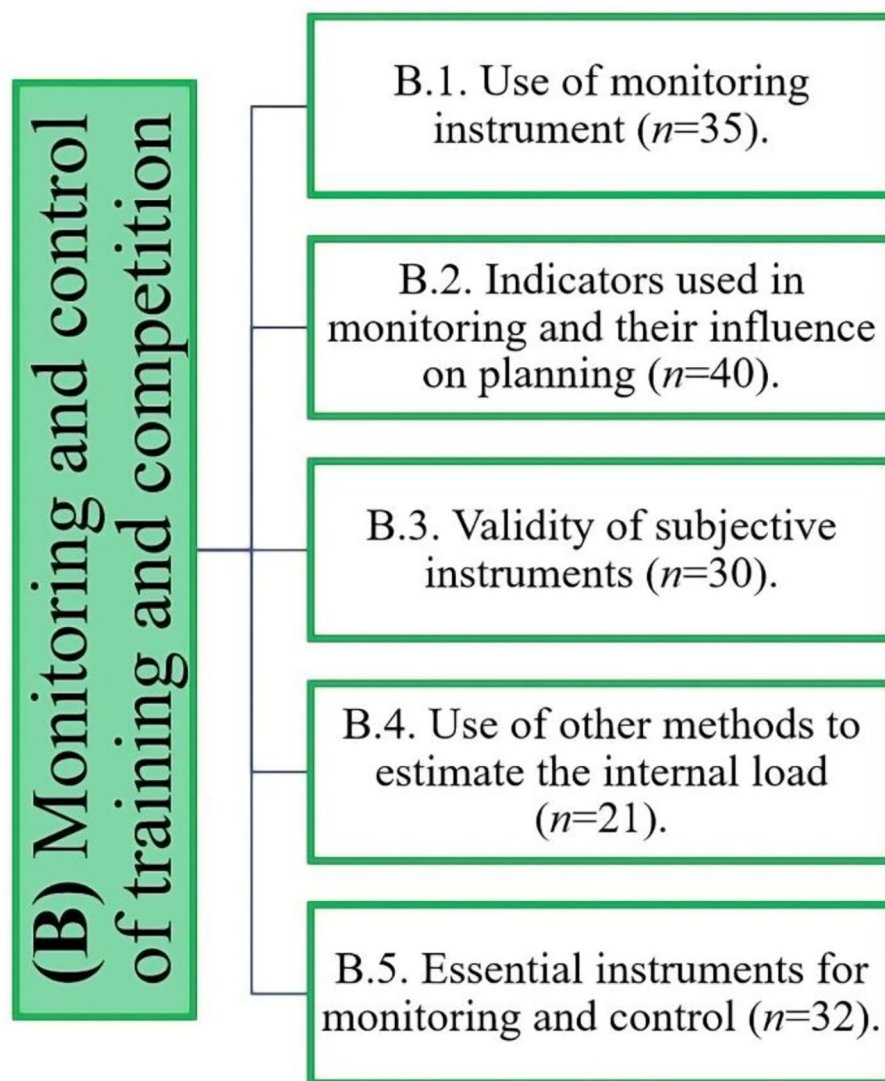 (B) Monitoring and control
of training and competition
B.1. Use of monitoring
instrument (n=35).
B.2. Indicators used in
monitoring and their influence
on planning (n=40).
B.3. Validity of subjective
instruments (n=30).
B.4. Use of other methods to
estimate the internal load
(n=21).
B.5. Essential instruments for
monitoring and control (n=32).